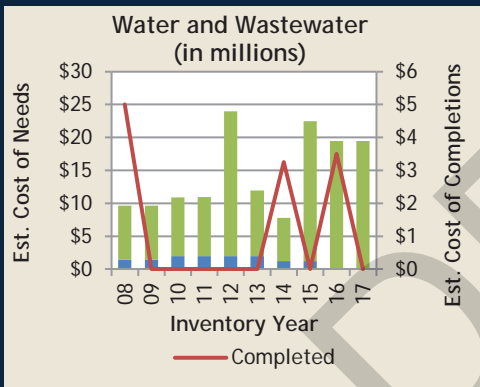 Water and Wastewater
(in millions)
Est. Cost of Needs
$30
$25
$20
$15
$10
$5
$0
$6
$5
$4
$3
$2
$1
$0
Est. Cost of Completions
08 09 10 11 12 13 14 15 16 17
Inventory Year
Completed